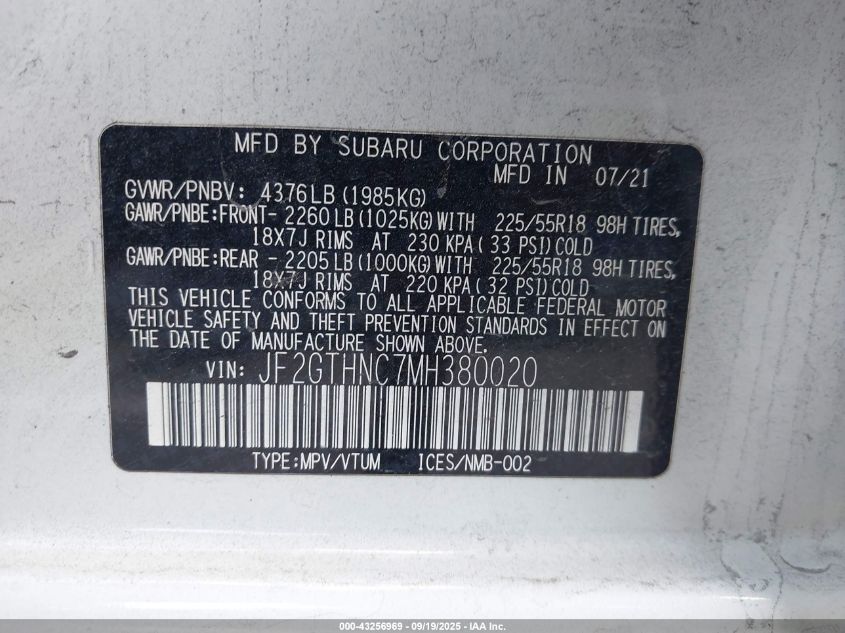 MFD BY SUBARU CORPORATION
MFD IN 07/21
GVWR/PNBV: 4376LB (1985KG)
GAWR/PNBE:FRONT- 2260LB (1025KG) WITH 225/55R18 98H TIRES,
18X7J RIMS AT 230 KPA ( 33 PSI) COLD
GAWR/PNBE:REAR - 2205LB (1000KG) WITH 225/55R18 98H TIRES,
18X7J RIMS AT 220 KPA ( 32 PSI) COLD
THIS VEHICLE CONFORMS TO ALL APPLICABLE FEDERAL MOTOR
VEHICLE SAFETY AND THEFT PREVENTION STANDARDS IN EFFECT ON
THE DATE OF MANUFACTURE SHOWN ABOVE.
VIN: JF2GTHNC7MH380020
TYPE:MPV/VTUM ICES/NMB-002
000-43256969 - 09/19/2025 - IAA Inc.